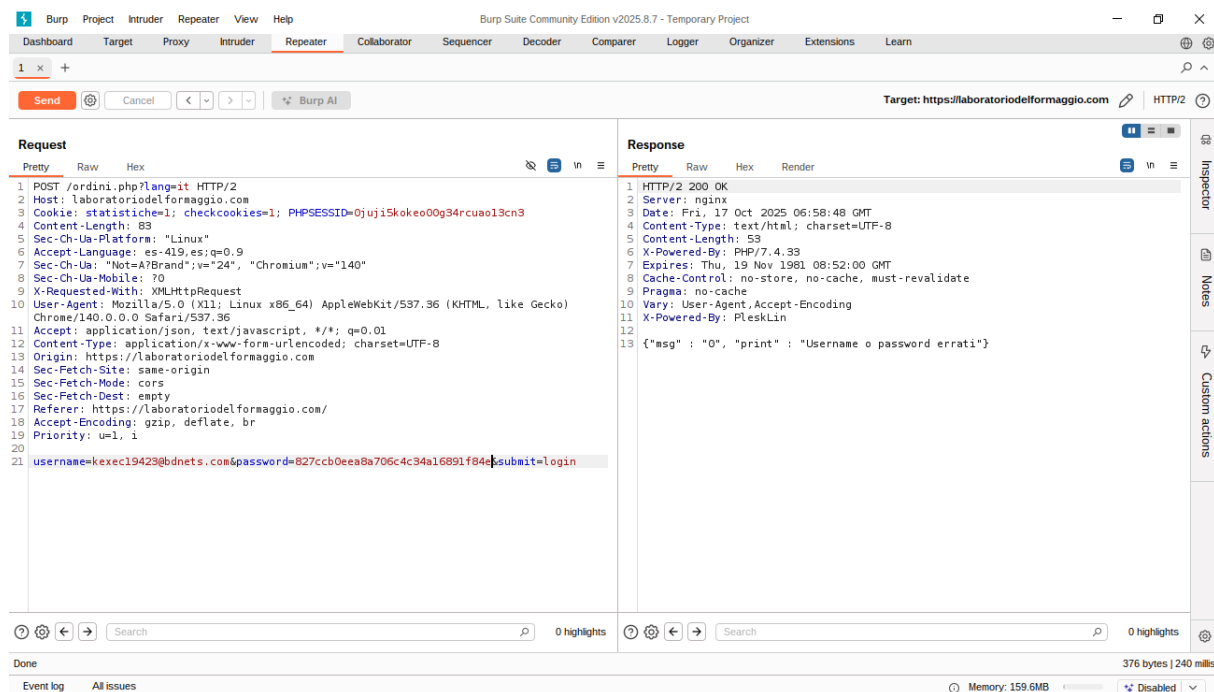 Burp Project Intruder Repeater View Help Burp Suite Community Edition v2025.8.7 - Temporary Project
Dashboard Target Proxy Intruder Repeater Collaborator Sequencer Decoder Comparer Logger Organizer Extensions Learn
1 × +
Send Cancel < > Burp AI Target: https://laboratoriodelformaggio.com HTTP/2
Request
Pretty Raw Hex \n
1 POST /ordini.php?lang=it HTTP/2
2 Host: laboratoriodelformaggio.com
3 Cookie: statistiche=1; checkcookies=1; PHPSESSID=0juji5kokeo00g34rcuao13cn3
4 Content-Length: 83
5 Sec-Ch-Ua-Platform: "Linux"
6 Accept-Language: es-419,es;q=0.9
7 Sec-Ch-Ua: "Not=A?Brand";v="24", "Chromium";v="140"
8 Sec-Ch-Ua-Mobile: ?0
9 X-Requested-With: XMLHttpRequest
10 User-Agent: Mozilla/5.0 (X11; Linux x86_64) AppleWebKit/537.36 (KHTML, like Gecko)
Chrome/140.0.0.0 Safari/537.36
11 Accept: application/json, text/javascript, */*; q=0.01
12 Content-Type: application/x-www-form-urlencoded; charset=UTF-8
13 Origin: https://laboratoriodelformaggio.com
14 Sec-Fetch-Site: same-origin
15 Sec-Fetch-Mode: cors
16 Sec-Fetch-Dest: empty
17 Referer: https://laboratoriodelformaggio.com/
18 Accept-Encoding: gzip, deflate, br
19 Priority: u=1, i
20
21 username=kexec19423@bdnets.com&password=827ccb0eea8a706c4c34a16891f84e&submit=login
Response
Pretty Raw Hex Render \n
1 HTTP/2 200 OK
2 Server: nginx
3 Date: Fri, 17 Oct 2025 06:58:48 GMT
4 Content-Type: text/html; charset=UTF-8
5 Content-Length: 53
6 X-Powered-By: PHP/7.4.33
7 Expires: Thu, 19 Nov 1981 08:52:00 GMT
8 Cache-Control: no-store, no-cache, must-revalidate
9 Pragma: no-cache
10 Vary: User-Agent,Accept-Encoding
11 X-Powered-By: PleskLin
12
13 {"msg" : "0", "print" : "Username o password errati"}
Inspector
Notes
Custom actions
Search 0 highlights
Search 0 highlights
Done 376 bytes | 240 millis
Event log All issues Memory: 159.6MB Disabled